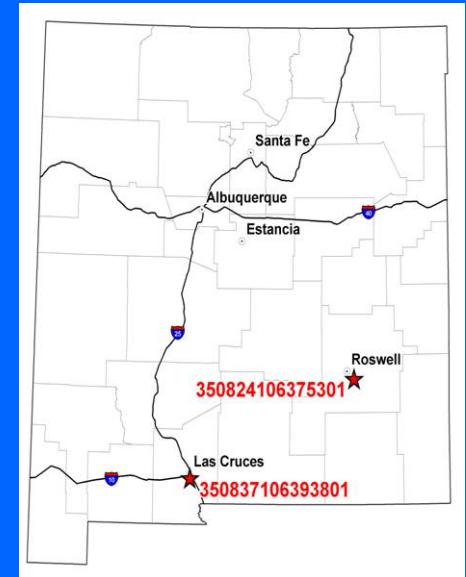 Santa Fe
Albuquerque
40
Estancia
25
Roswell
350824106375301
Las Cruces
10
350837106393801